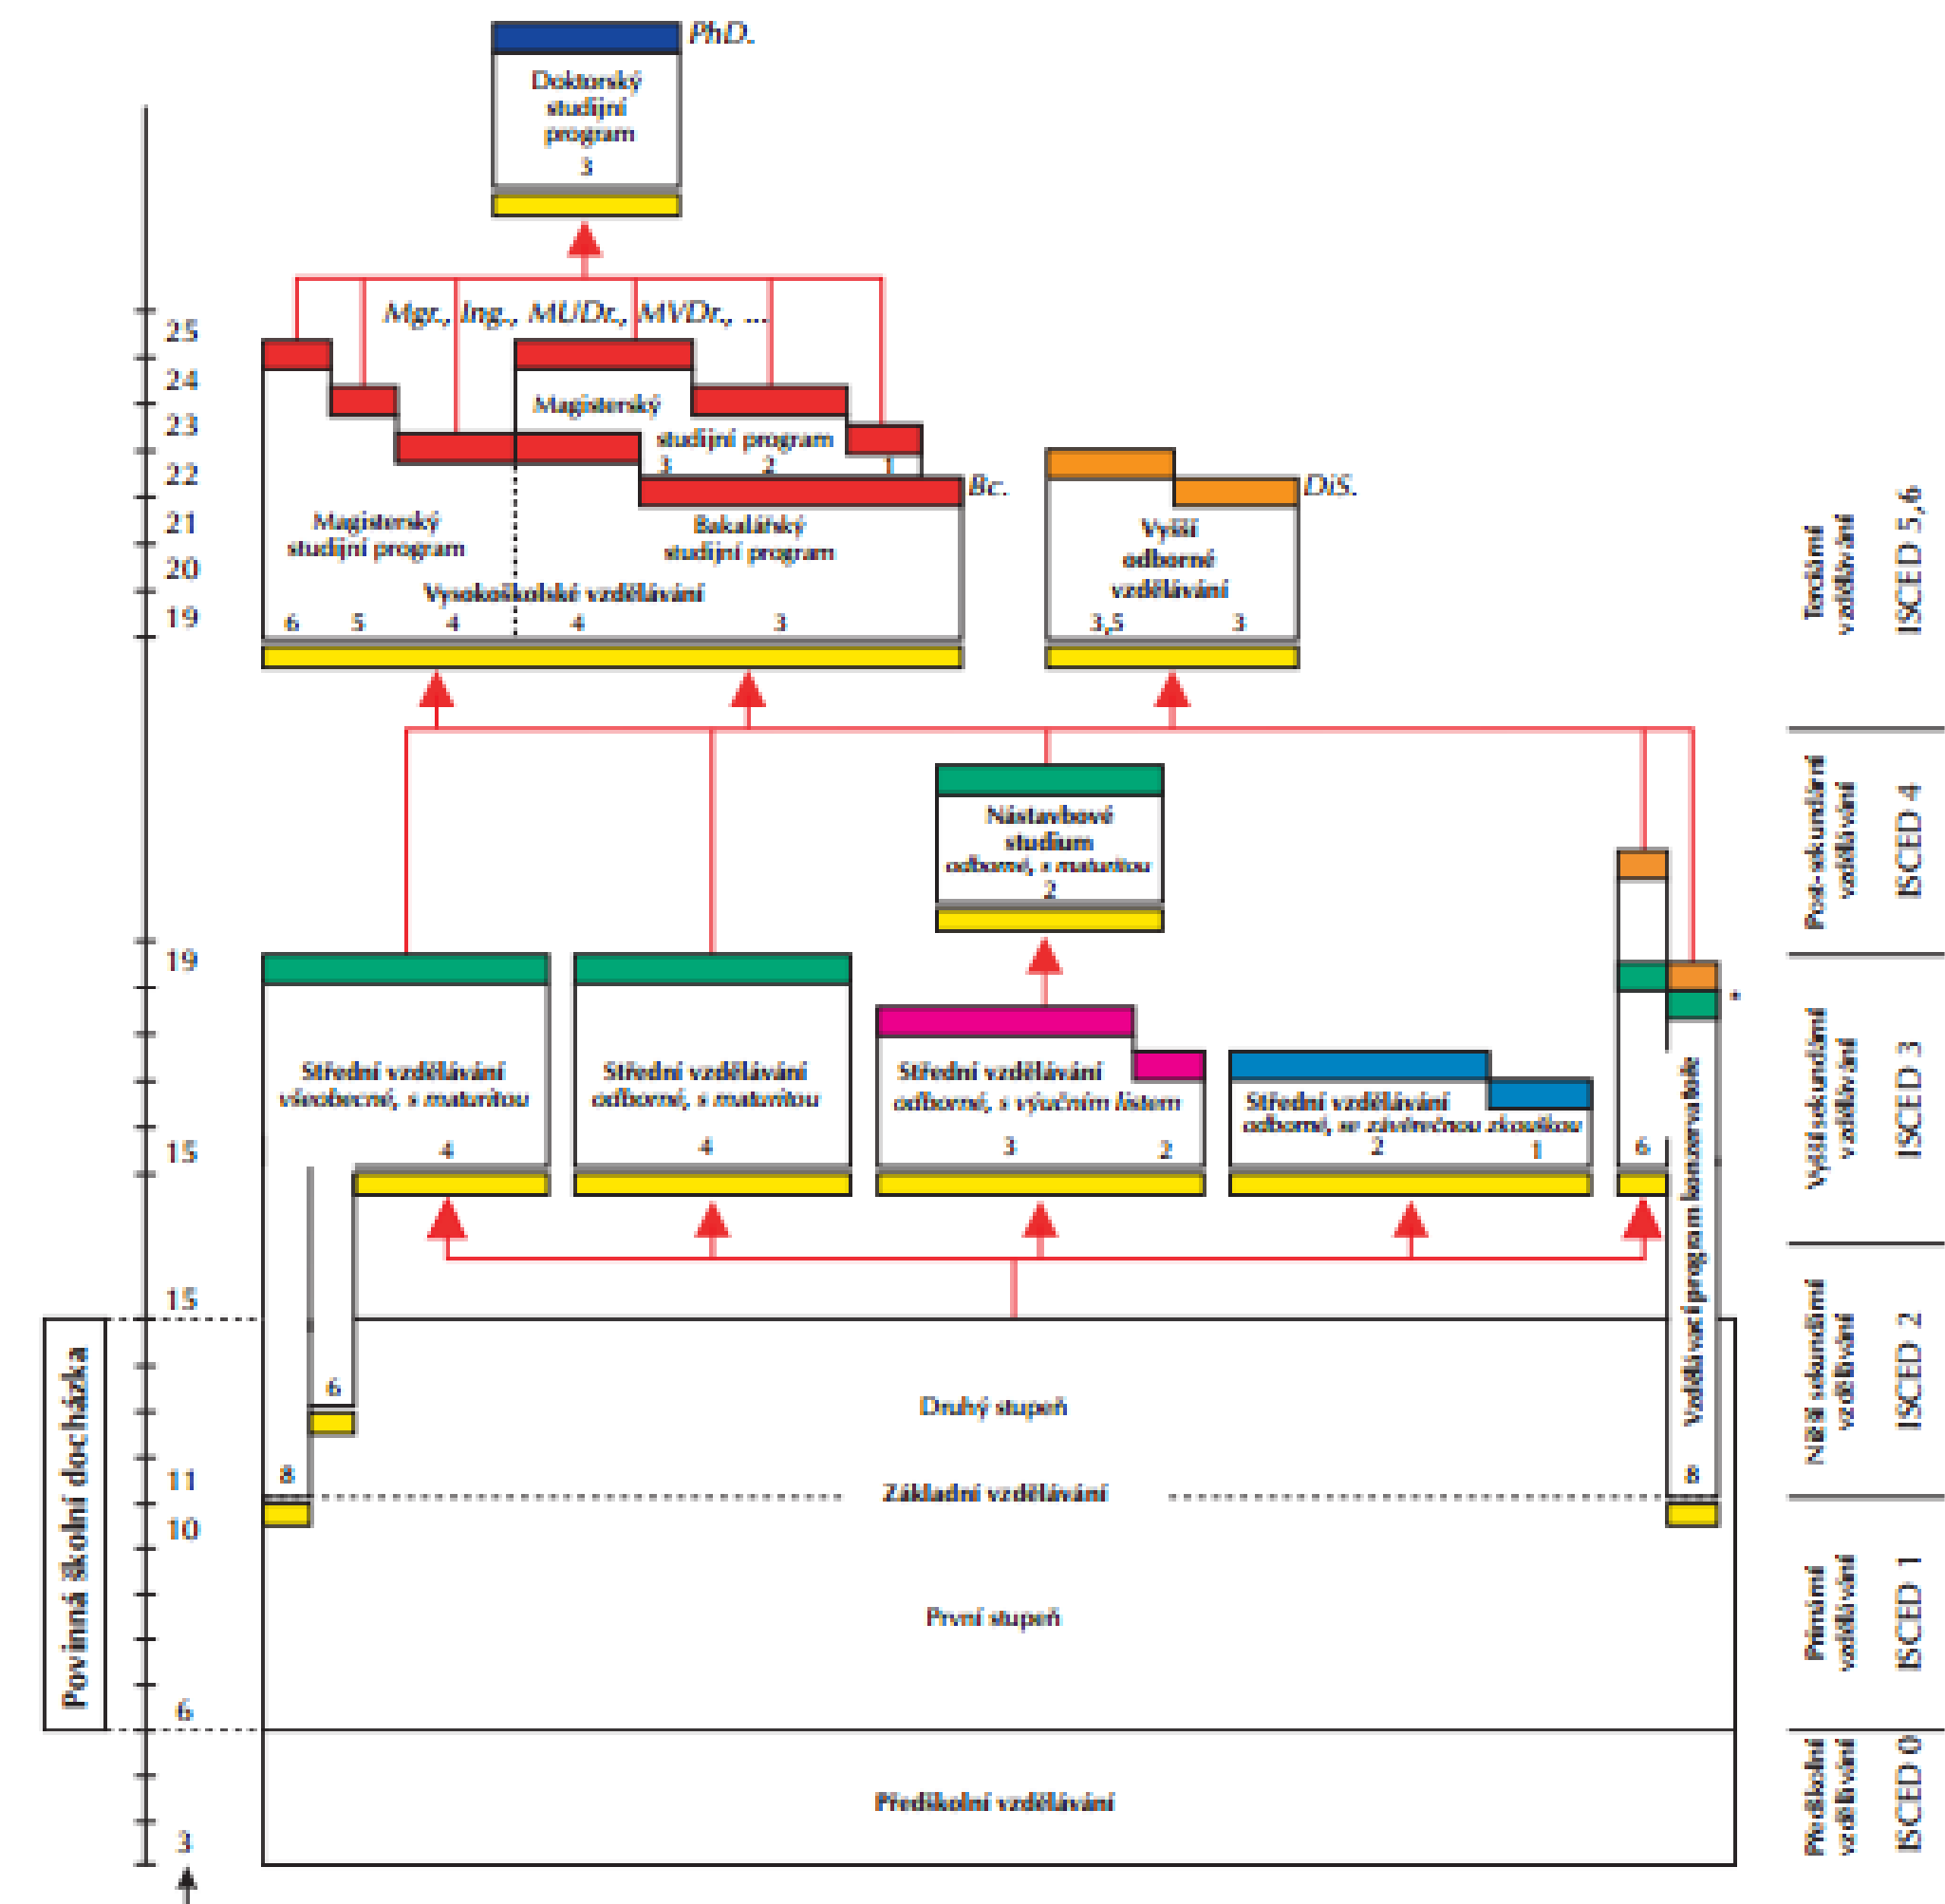 PhD.
Doktorský
studijní
program
3
Mgr., Ing., MUDr., MVDr., ...
25
24
23
22
21
20
19
Magisterský
studijní program
3 2 1
Bc.
DiS.
Magisterský
studijní program
Bakalářský
studijní program
Vysokoškolské vzdělávání
6 5 4 4 3
Vyšší
odborné
vzdělávání
3,5 3
Terciární
vzdělávání
ISCED 5,6
Nástavbové
studium
odborné, s maturitou
2
Post-sekundární
vzdělávání
ISCED 4
19
15
Střední vzdělávání
všeobecné, s maturitou
4
Střední vzdělávání
odborné, s maturitou
4
Střední vzdělávání
odborné, s výučním listem
3 2
Střední vzdělávání
odborné, se závěrečnou zkouškou
2 1
6
*
Vzdělávací program konzervatoře
8
Vyšší sekundární
vzdělávání
ISCED 3
15
11
10
6
3
Povinná školní docházka
6
8
Druhý stupeň
Základní vzdělávání
První stupeň
Předškolní vzdělávání
Nižší sekundární
vzdělávání
ISCED 2
Primární
vzdělávání
ISCED 1
Předškolní
vzdělávání
ISCED 0